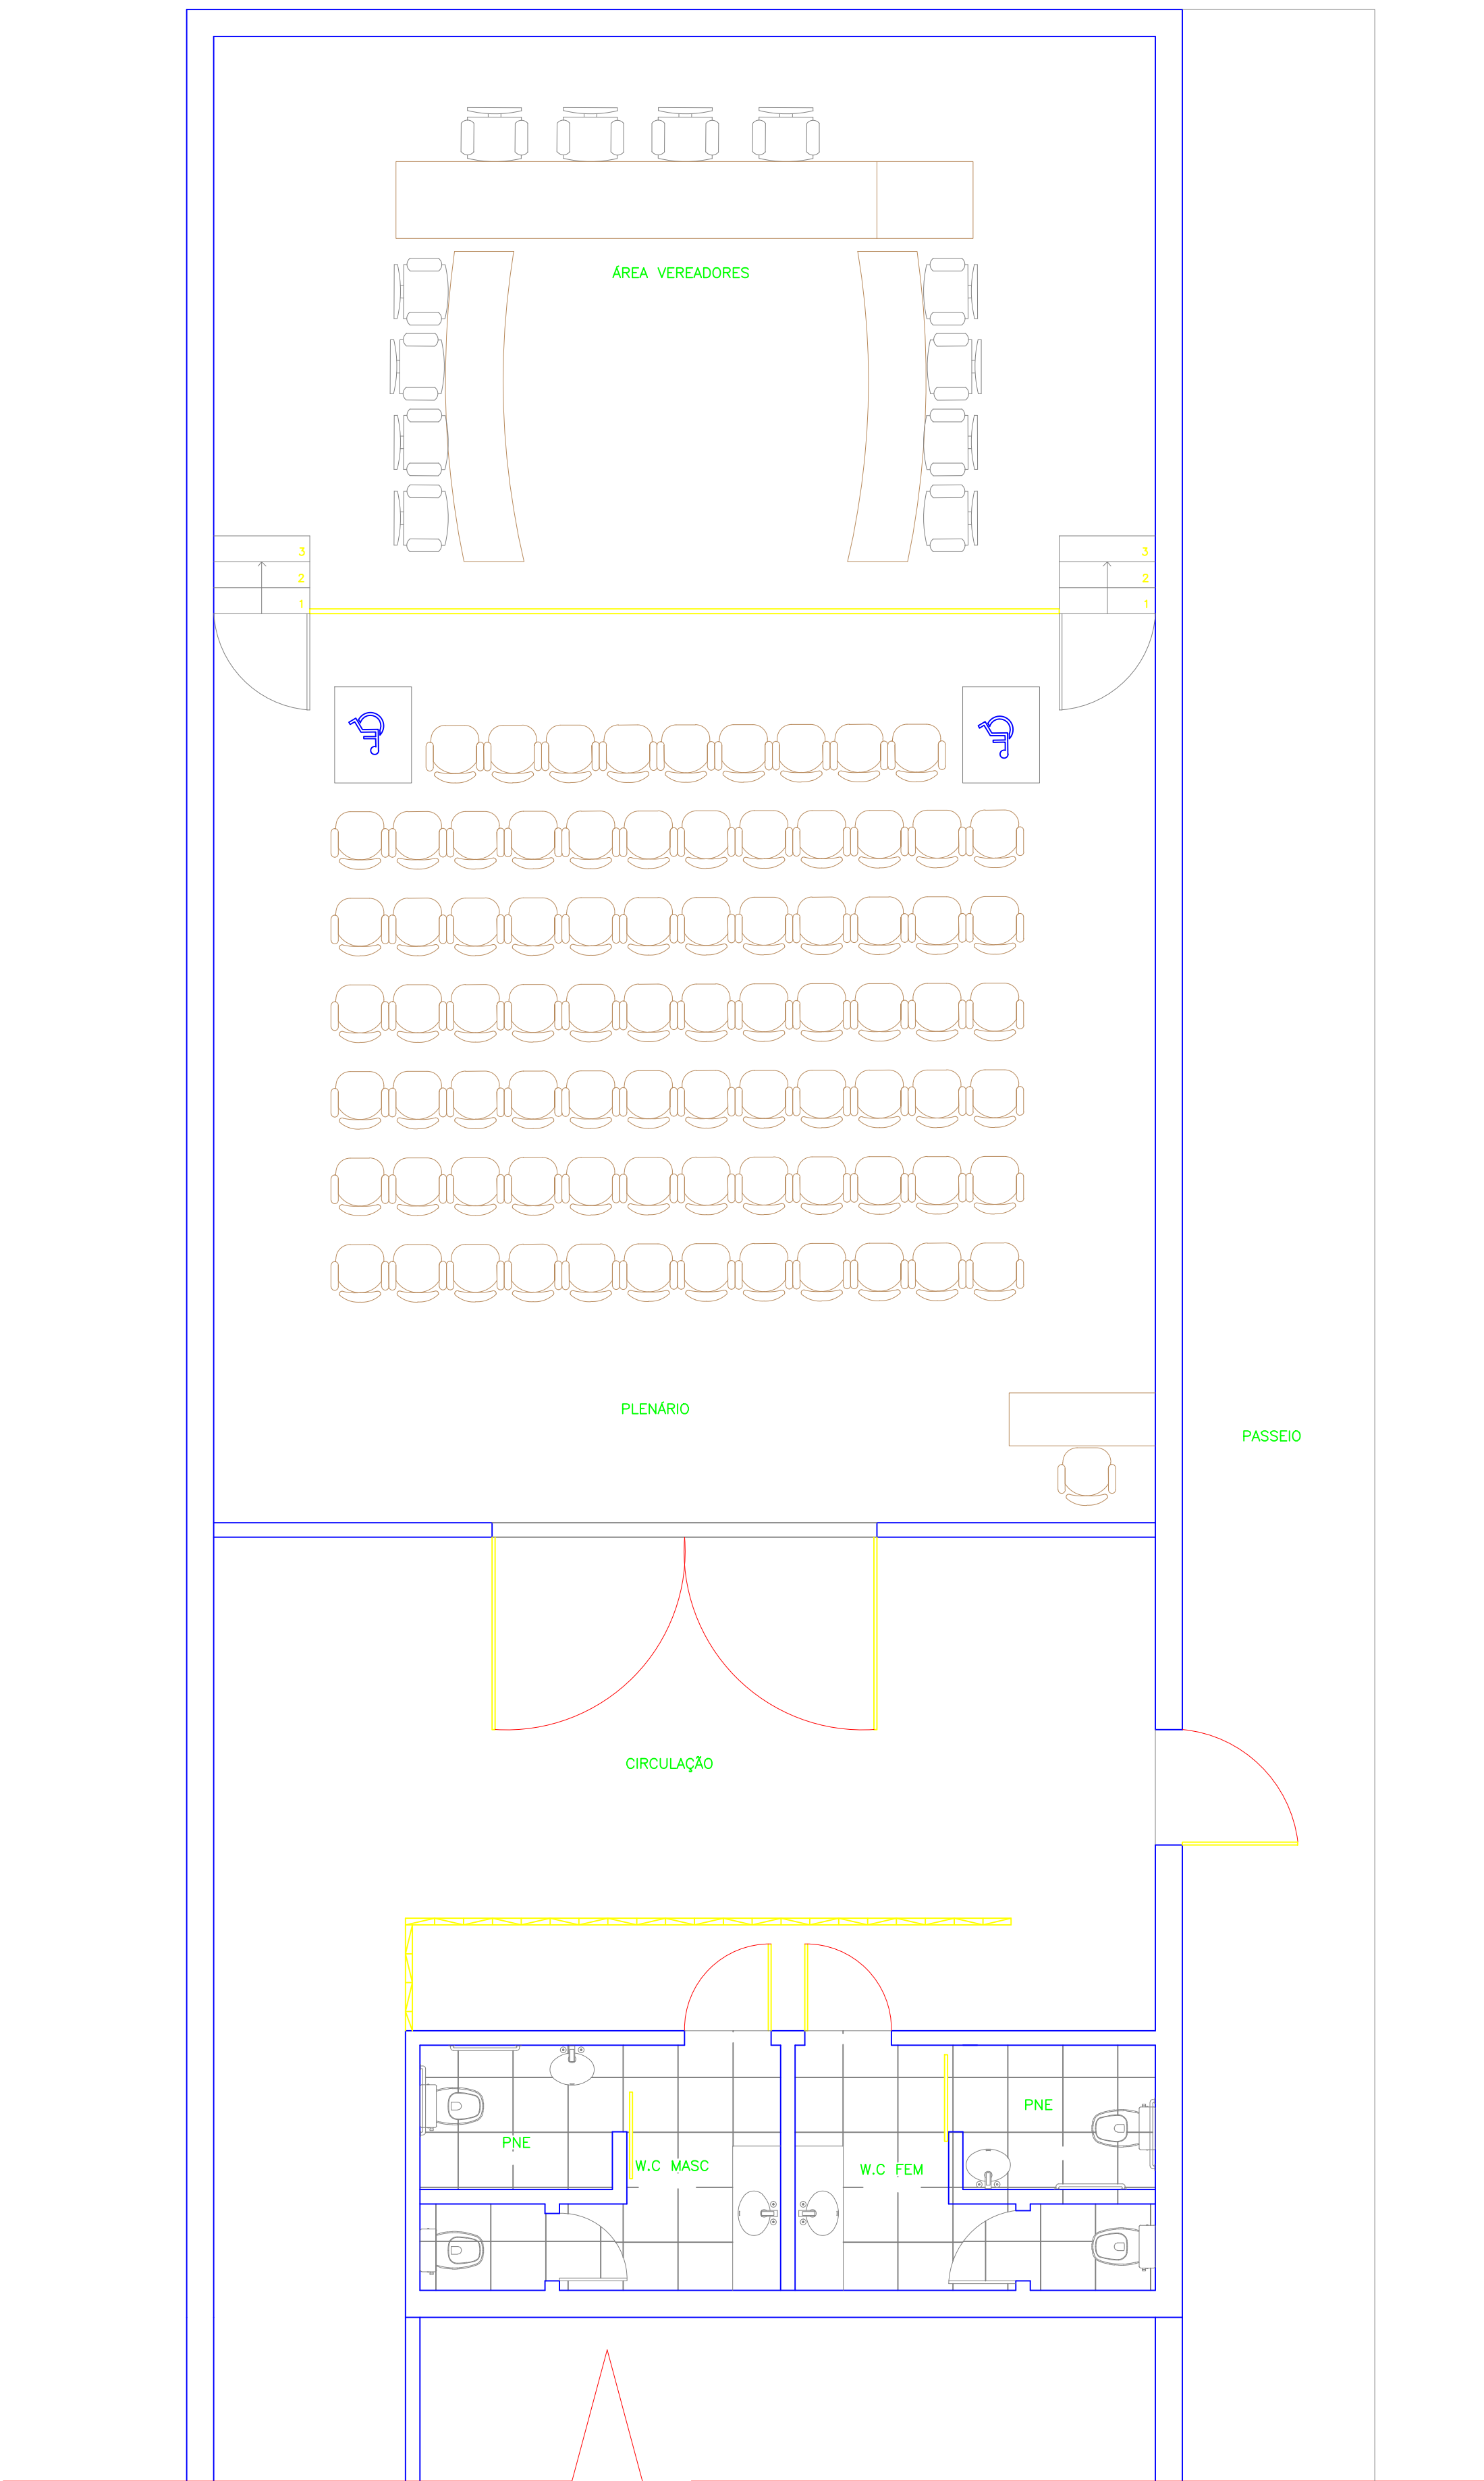 ÁREA VEREADORES
3
3
2
2
1
1
PLENÁRIO
PASSEIO
CIRCULAÇÃO
PNE
PNE
W.C MASC
W.C FEM